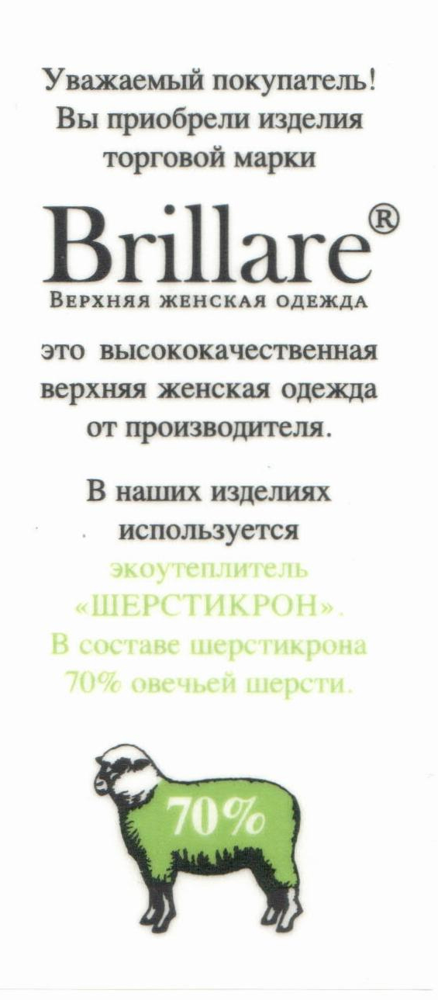 Уважаемый покупатель!
Вы приобрели изделия
торговой марки
Brillare®
Верхняя женская одежда
это высококачественная
верхняя женская одежда
от производителя.
В наших изделиях
используется
экоутеплитель
«ШЕРСТИКРОН».
В составе шерстикрона
70% овечьей шерсти.
70%